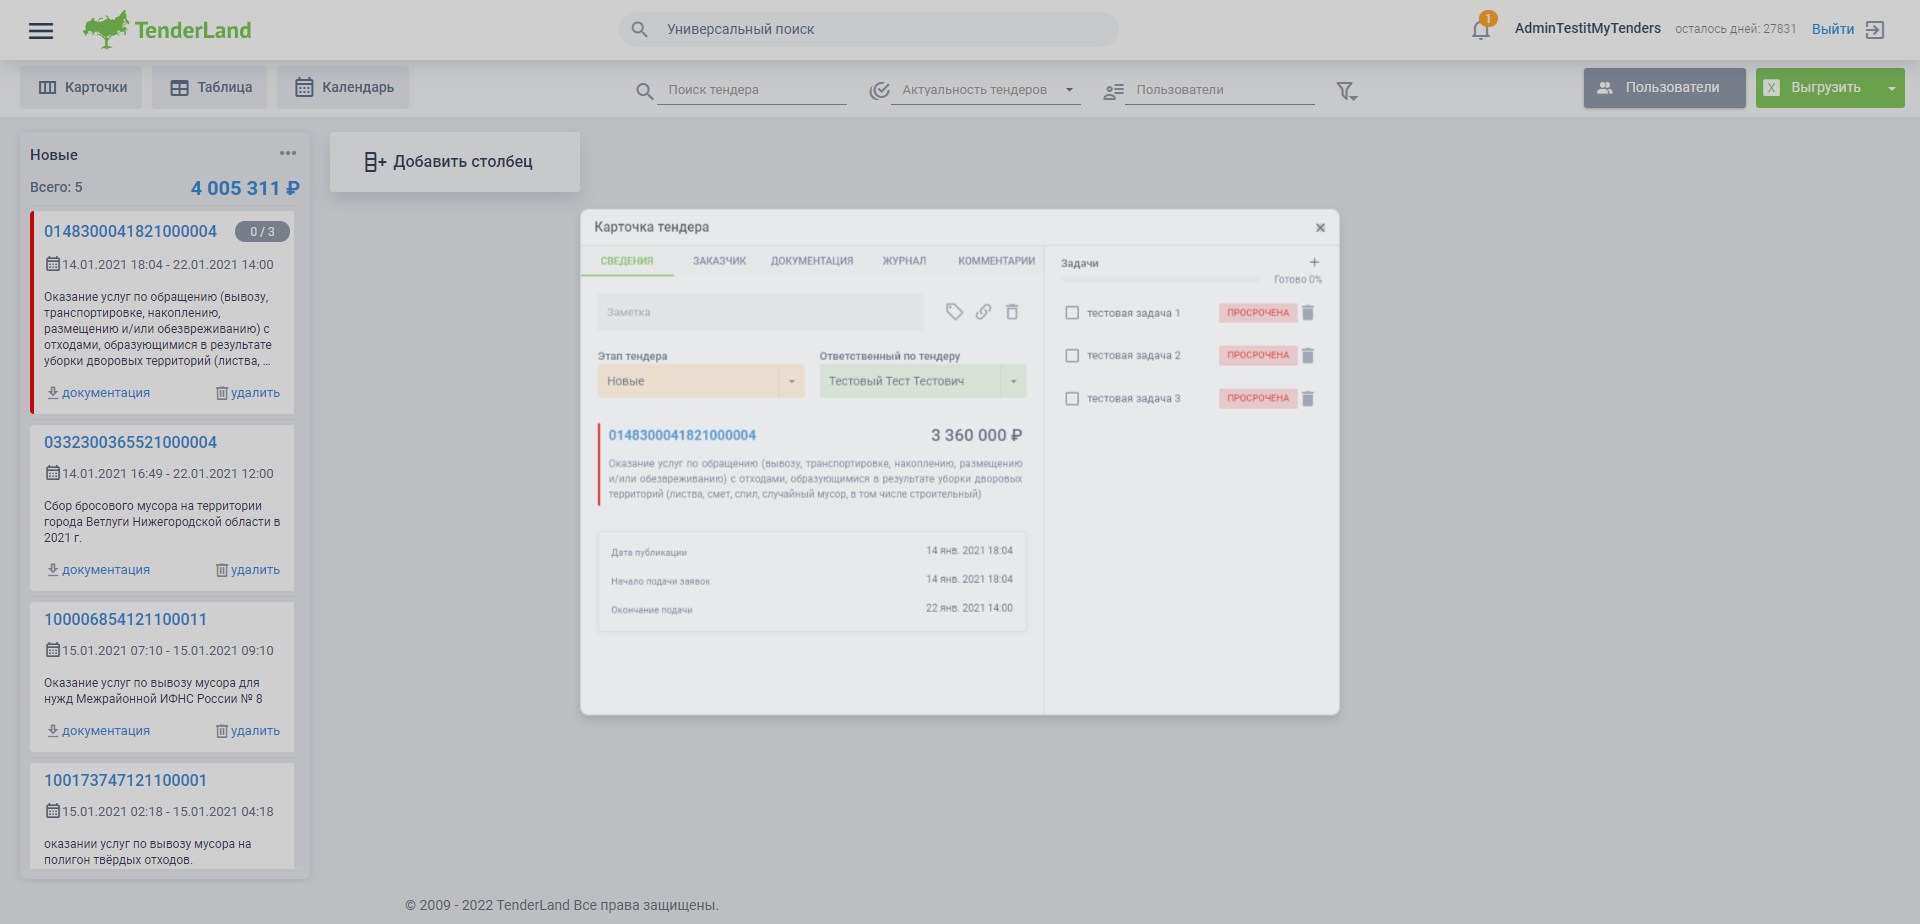 TenderLand
Универсальный поиск
1
AdminTestitMyTenders
осталось дней: 27831
Выйти
Карточки
Таблица
Календарь
Поиск тендера
Актуальность тендеров
Пользователи
Пользователи
X Выгрузить
Новые
Всего: 5
4 005 311 ₽
0148300041821000004
0 / 3
14.01.2021 18:04 - 22.01.2021 14:00
Оказание услуг по обращению (вывозу,
транспортировке, накоплению,
размещению и/или обезвреживанию) с
отходами, образующимися в результате
уборки дворовых территорий (листва, ...
документация
удалить
0332300365521000004
14.01.2021 16:49 - 22.01.2021 12:00
Сбор бросового мусора на территории
города Ветлуги Нижегородской области в
2021 г.
документация
удалить
100006854121100011
15.01.2021 07:10 - 15.01.2021 09:10
Оказание услуг по вывозу мусора для
нужд Межрайонной ИФНС России № 8
документация
удалить
100173747121100001
15.01.2021 02:18 - 15.01.2021 04:18
оказании услуг по вывозу мусора на
полигон твёрдых отходов.
Добавить столбец
Карточка тендера
СВЕДЕНИЯ
ЗАКАЗЧИК
ДОКУМЕНТАЦИЯ
ЖУРНАЛ
КОММЕНТАРИИ
Заметка
Этап тендера
Ответственный по тендеру
Новые
Тестовый Тест Тестович
0148300041821000004
3 360 000 ₽
Оказание услуг по обращению (вывозу, транспортировке, накоплению, размещению
и/или обезвреживанию) с отходами, образующимися в результате уборки дворовых
территорий (листва, смет, спил, случайный мусор, в том числе строительный)
Дата публикации
14 янв. 2021 18:04
Начало подачи заявок
14 янв. 2021 18:04
Окончание подачи
22 янв. 2021 14:00
Задачи
Готово 0%
тестовая задача 1
ПРОСРОЧЕНА
тестовая задача 2
ПРОСРОЧЕНА
тестовая задача 3
ПРОСРОЧЕНА
© 2009 - 2022 TenderLand Все права защищены.